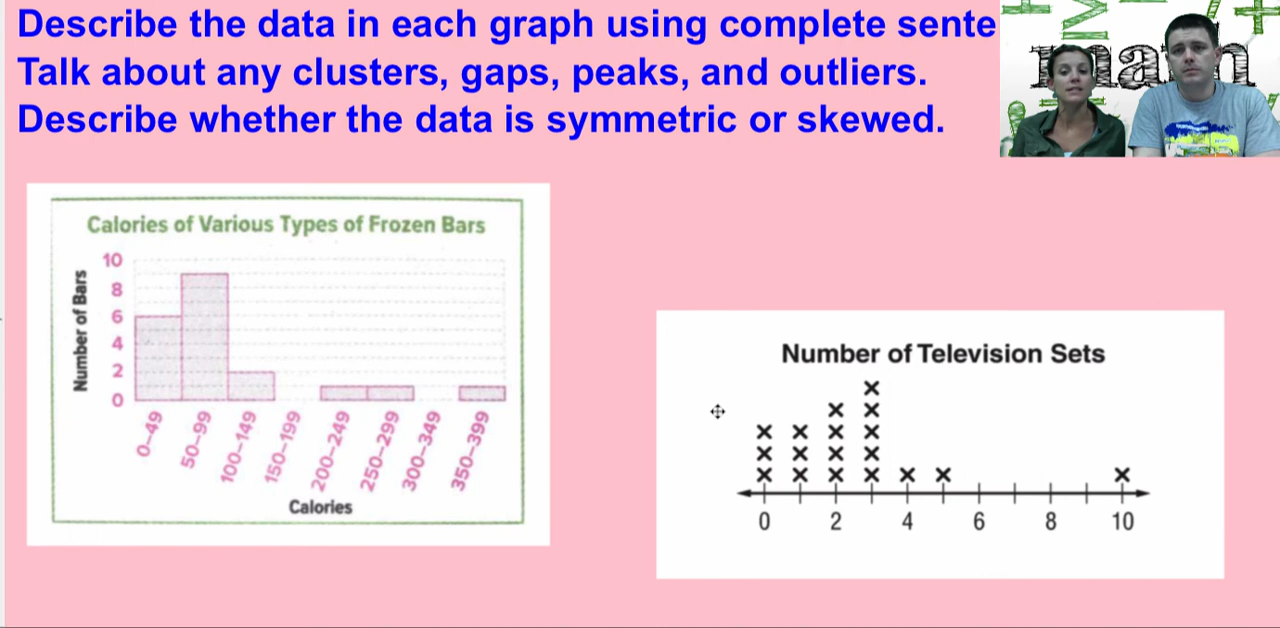 Describe the data in each graph using complete sente
Talk about any clusters, gaps, peaks, and outliers.
Describe whether the data is symmetric or skewed.
math
Calories of Various Types of Frozen Bars
Number of Bars
10
8
6
4
2
0
0–49
50–99
100–149
150–199
200–249
250–299
300–349
350–399
Calories
Number of Television Sets
0 2 4 6 8 10